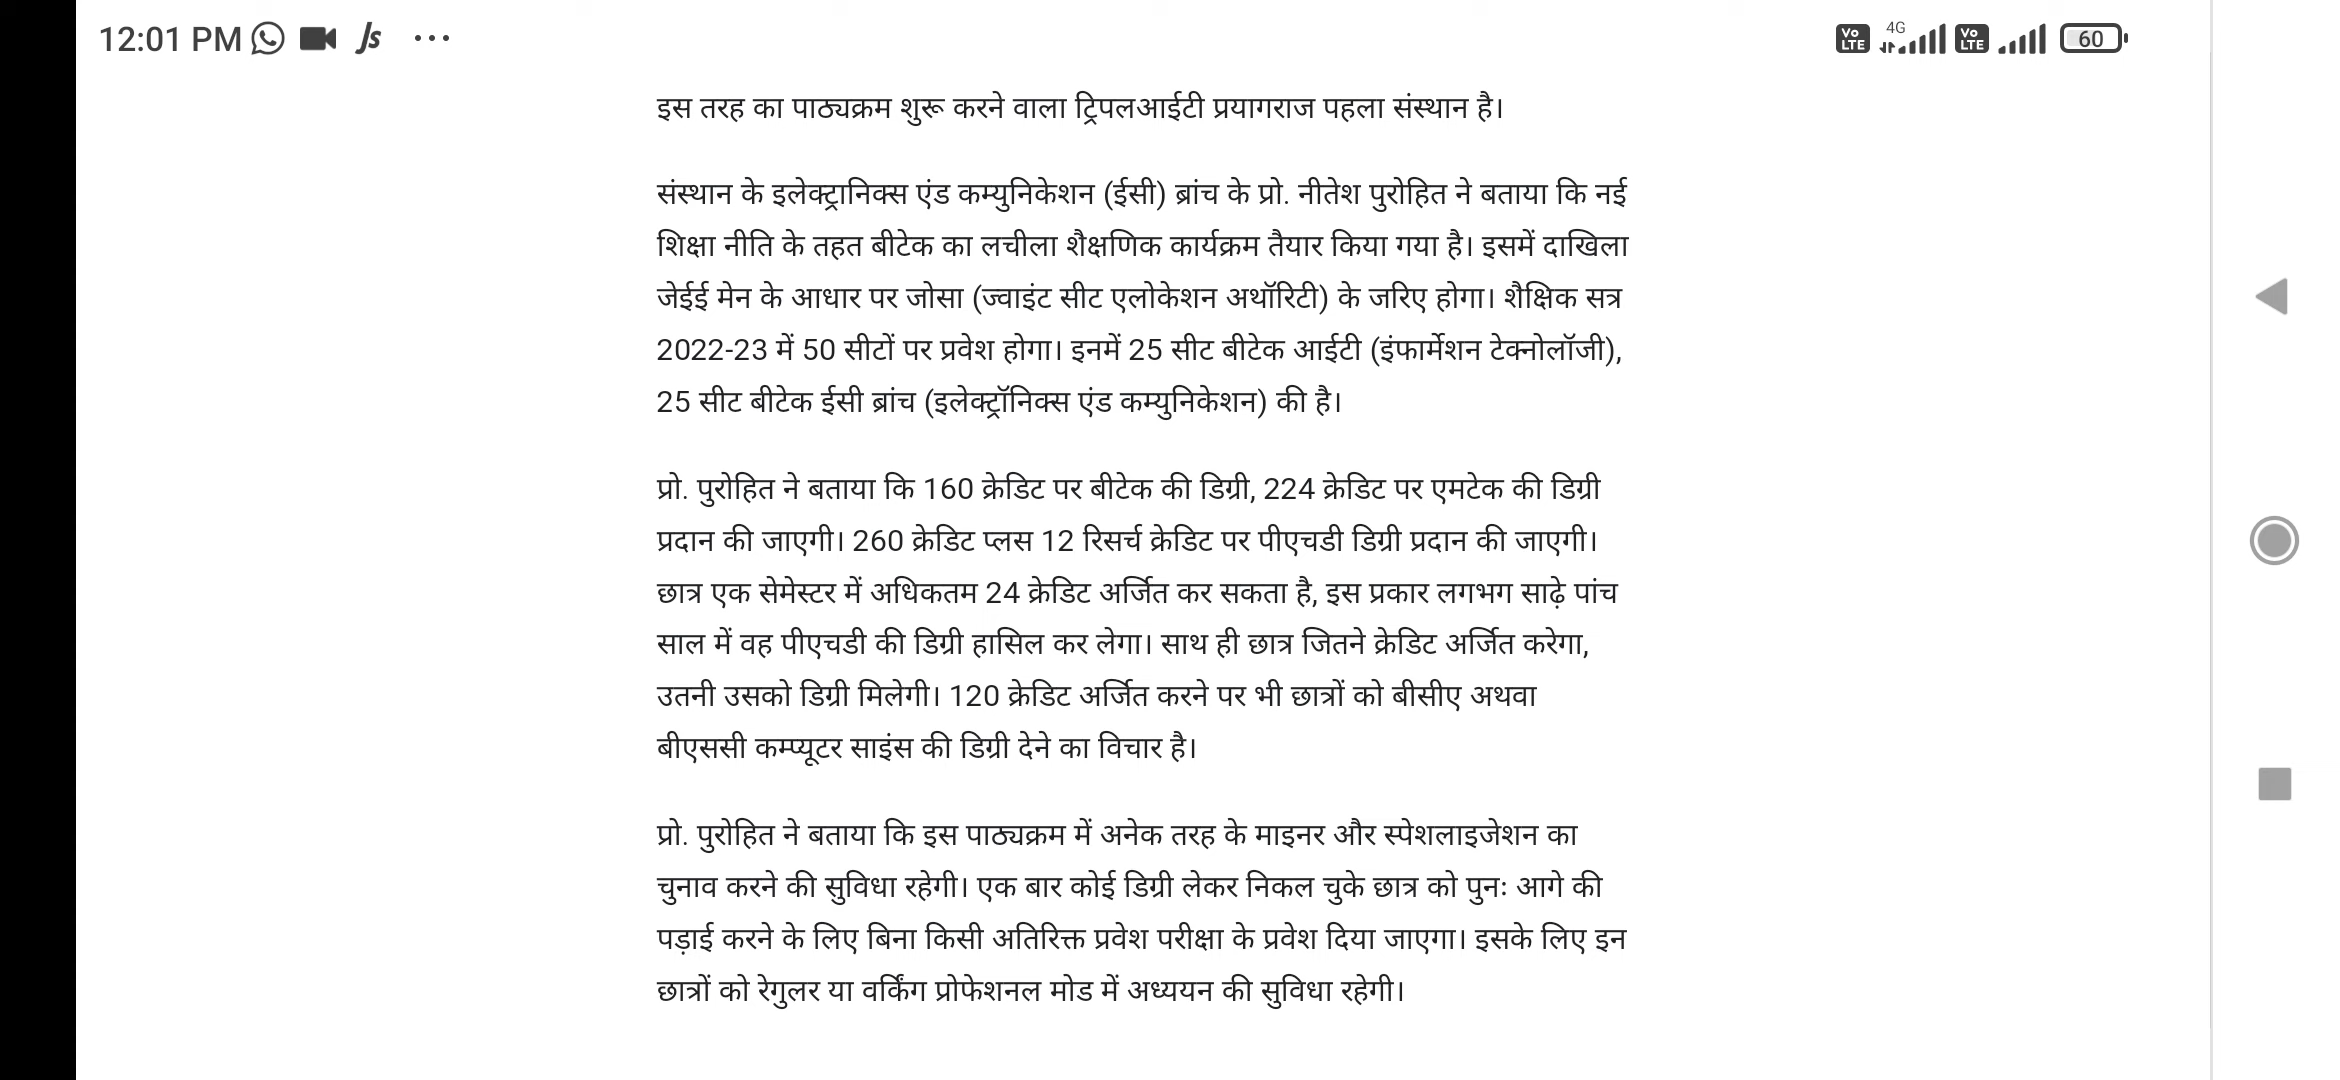 12:01 PM Js ...
Vo LTE 4G Vo LTE 60
इस तरह का पाठ्यक्रम शुरू करने वाला ट्रिपलआईटी प्रयागराज पहला संस्थान है।
संस्थान के इलेक्ट्रानिक्स एंड कम्युनिकेशन (ईसी) ब्रांच के प्रो. नीतेश पुरोहित ने बताया कि नई
शिक्षा नीति के तहत बीटेक का लचीला शैक्षणिक कार्यक्रम तैयार किया गया है। इसमें दाखिला
जेईई मेन के आधार पर जोसा (ज्वाइंट सीट एलोकेशन अथॉरिटी) के जरिए होगा। शैक्षिक सत्र
2022-23 में 50 सीटों पर प्रवेश होगा। इनमें 25 सीट बीटेक आईटी (इंफार्मेशन टेक्नोलॉजी),
25 सीट बीटेक ईसी ब्रांच (इलेक्ट्रॉनिक्स एंड कम्युनिकेशन) की है।
प्रो. पुरोहित ने बताया कि 160 क्रेडिट पर बीटेक की डिग्री, 224 क्रेडिट पर एमटेक की डिग्री
प्रदान की जाएगी। 260 क्रेडिट प्लस 12 रिसर्च क्रेडिट पर पीएचडी डिग्री प्रदान की जाएगी।
छात्र एक सेमेस्टर में अधिकतम 24 क्रेडिट अर्जित कर सकता है, इस प्रकार लगभग साढ़े पांच
साल में वह पीएचडी की डिग्री हासिल कर लेगा। साथ ही छात्र जितने क्रेडिट अर्जित करेगा,
उतनी उसको डिग्री मिलेगी। 120 क्रेडिट अर्जित करने पर भी छात्रों को बीसीए अथवा
बीएससी कम्प्यूटर साइंस की डिग्री देने का विचार है।
प्रो. पुरोहित ने बताया कि इस पाठ्यक्रम में अनेक तरह के माइनर और स्पेशलाइजेशन का
चुनाव करने की सुविधा रहेगी। एक बार कोई डिग्री लेकर निकल चुके छात्र को पुनः आगे की
पड़ाई करने के लिए बिना किसी अतिरिक्त प्रवेश परीक्षा के प्रवेश दिया जाएगा। इसके लिए इन
छात्रों को रेगुलर या वर्किंग प्रोफेशनल मोड में अध्ययन की सुविधा रहेगी।